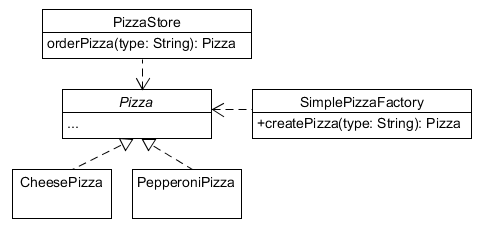 PizzaStore
orderPizza(type: String): Pizza
Pizza
...
SimplePizzaFactory
+createPizza(type: String): Pizza
CheesePizza
PepperoniPizza